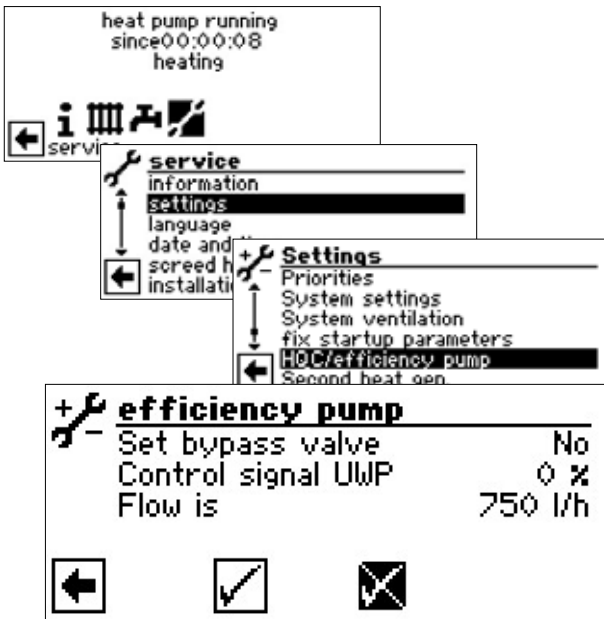 heat pump running
since00:00:08
heating
service
service
information
settings
language
date and
screed h
installati
Settings
Priorities
System settings
System ventilation
fix startup parameters
HQC/efficiency pump
Second heat gen.
efficiency pump
Set bypass valve No
Control signal UWP 0 %
Flow is 750 l/h